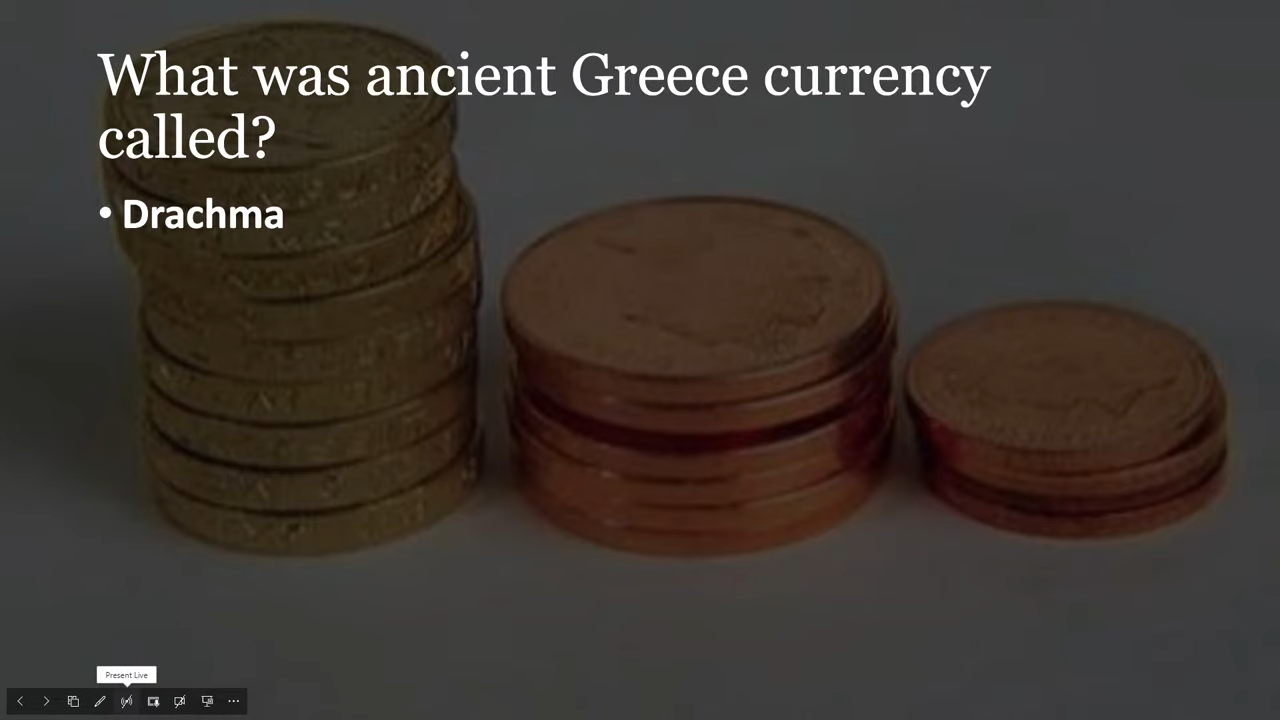 What was ancient Greece currency
called?
• Drachma
Present Live